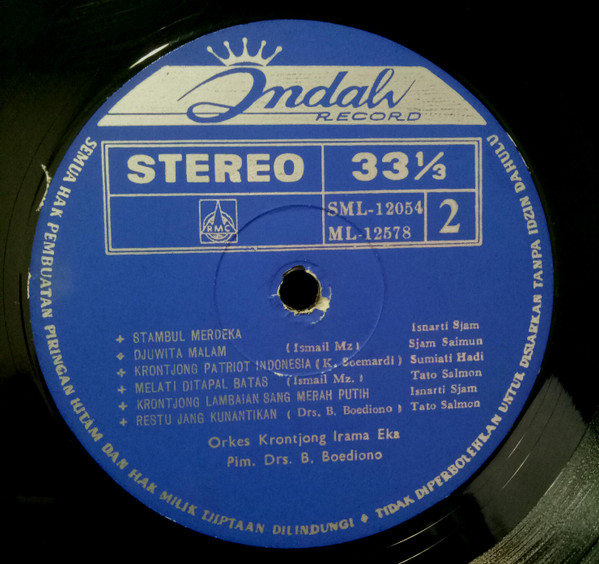 Indah
RECORD
STEREO
33⅓
RMC
SML-12054
ML-12578
2
STAMBUL MERDEKA Isnarti Sjam
DJUWITA MALAM (Ismail Mz) Sjam Saimun
KRONTJONG PATRIOT INDONESIA (K. Soemardi) Sumiati Hadi
MELATI DITAPAL BATAS (Ismail Mz.) Tato Salmon
KRONTJONG LAMBAIAN SANG MERAH PUTIH Isnarti Sjam
RESTU JANG KUNANTIKAN (Drs. B. Boediono) Tato Salmon
Orkes Krontjong Irama Eka
Pim. Drs. B. Boediono
SEMUA HAK PEMBUATAN PIRINGAN HITAM DAN HAK MILIK TJIPTAAN DILINDUNGI ♦ TIDAK DIPERBOLEHKAN UNTUK DISIARKAN TANPA IDZIN DAHULU